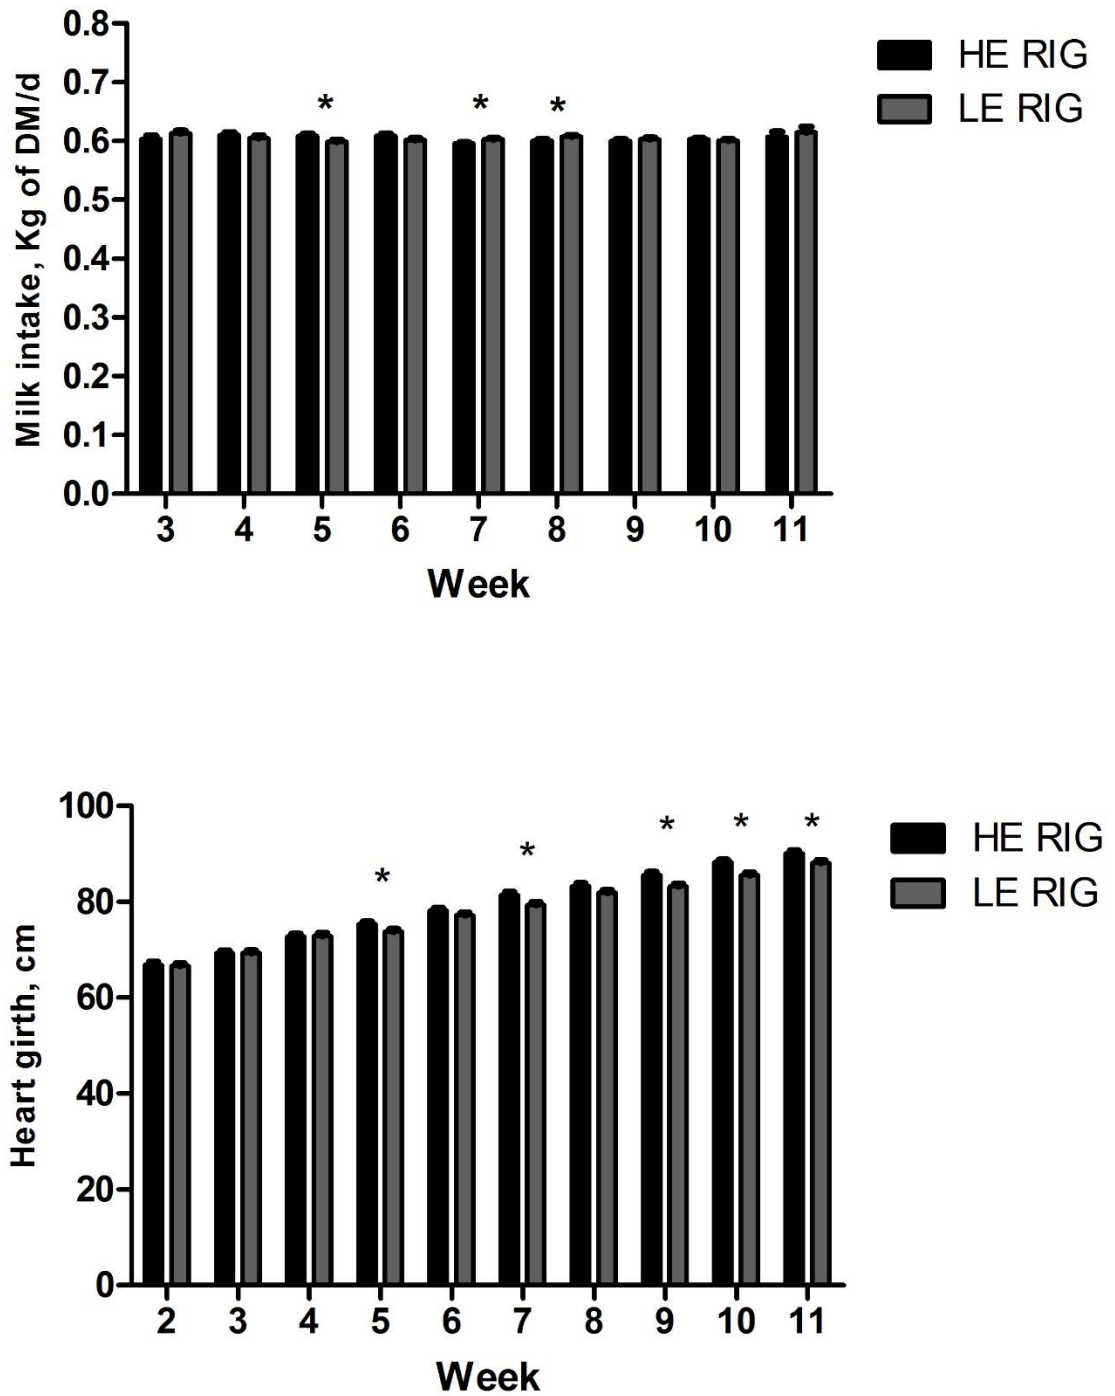 0.8
0.7
0.6
0.5
0.4
0.3
0.2
0.1
0.0
Milk intake, Kg of DM/d
* * *
3 4 5 6 7 8 9 10 11
Week
HE RIG
LE RIG
100
80
60
40
20
0
Heart girth, cm
* * * * *
2 3 4 5 6 7 8 9 10 11
Week
HE RIG
LE RIG